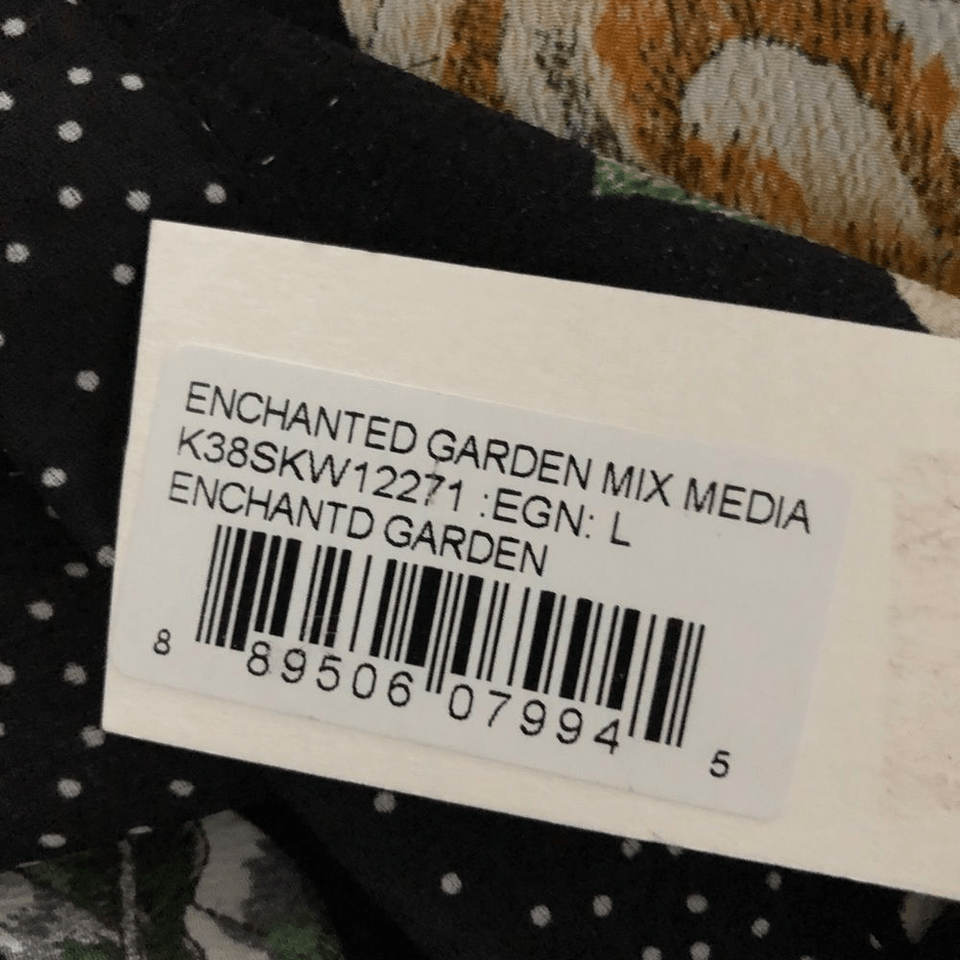 ENCHANTED GARDEN MIX MEDIA
K38SKW12271 :EGN: L
ENCHANTD GARDEN
8 89506 07994 5